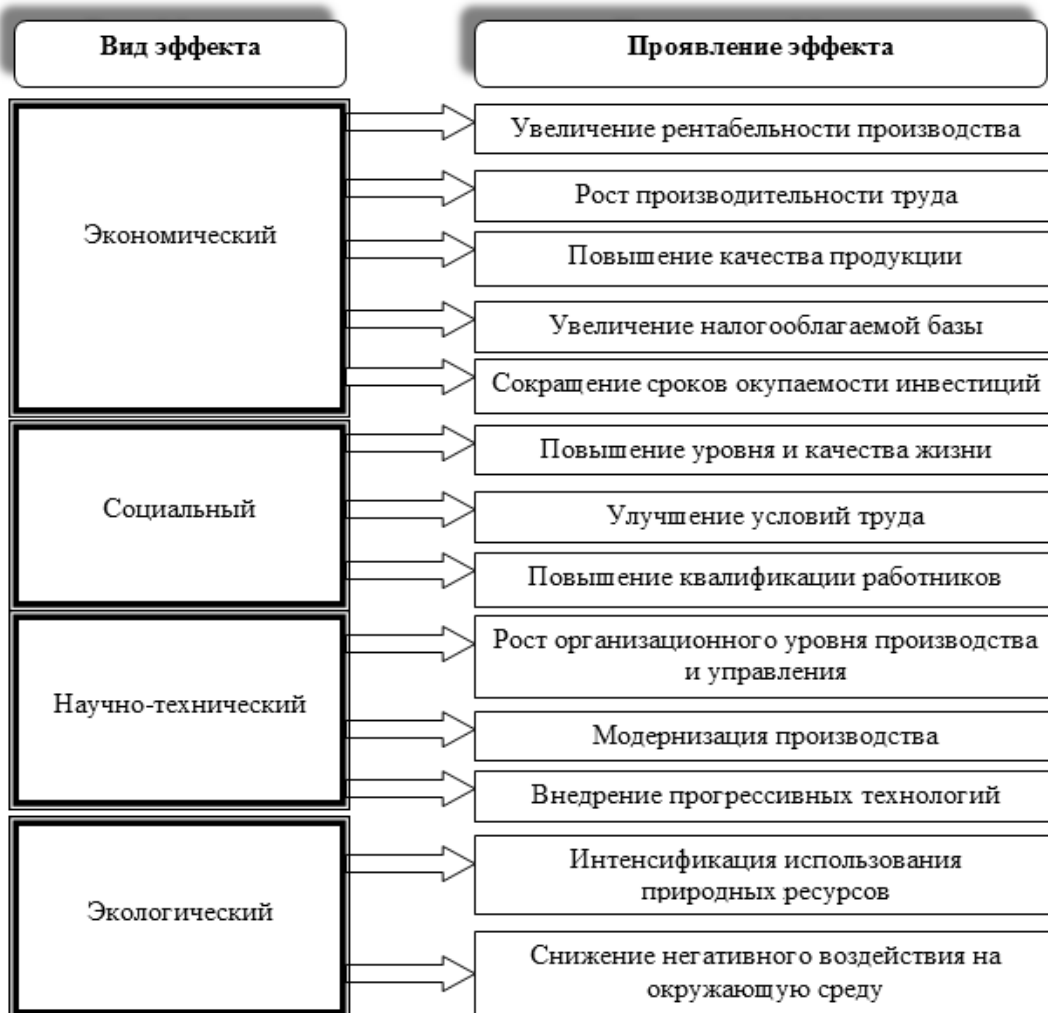 Вид эффекта
Проявление эффекта
Экономический
Увеличение рентабельности производства
Рост производительности труда
Повышение качества продукции
Увеличение налогооблагаемой базы
Сокращение сроков окупаемости инвестиций
Социальный
Повышение уровня и качества жизни
Улучшение условий труда
Повышение квалификации работников
Научно-технический
Рост организационного уровня производства
и управления
Модернизация производства
Внедрение прогрессивных технологий
Экологический
Интенсификация использования
природных ресурсов
Снижение негативного воздействия на
окружающую среду